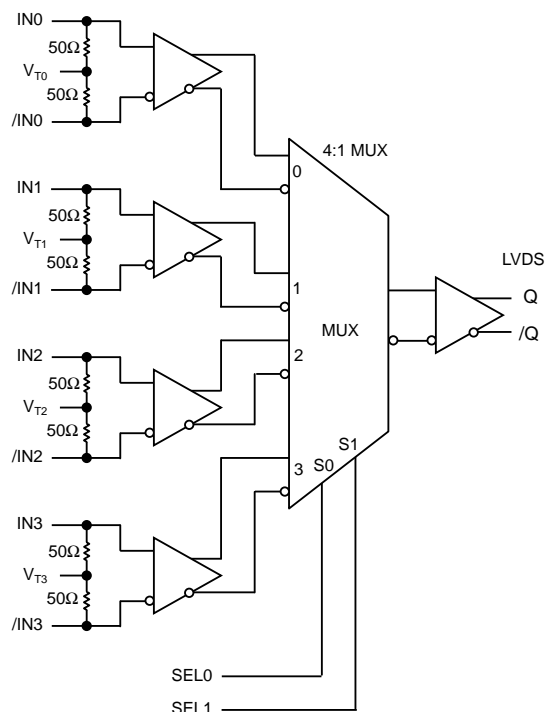 IN0
50Ω
VT0
50Ω
/IN0
4:1 MUX
0
IN1
50Ω
VT1
50Ω
/IN1
1
LVDS
Q
/Q
MUX
IN2
50Ω
VT2
50Ω
/IN2
2
S1
S0
3
IN3
50Ω
VT3
50Ω
/IN3
SEL0
SEL1